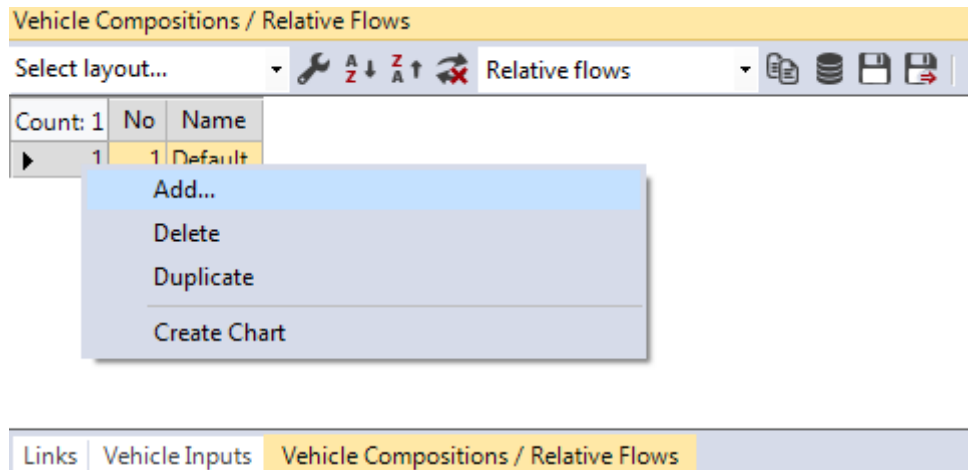 Vehicle Compositions / Relative Flows
Select layout... Relative flows
Count: 1 No Name
1 1 Default
Add...
Delete
Duplicate
Create Chart
Links Vehicle Inputs Vehicle Compositions / Relative Flows